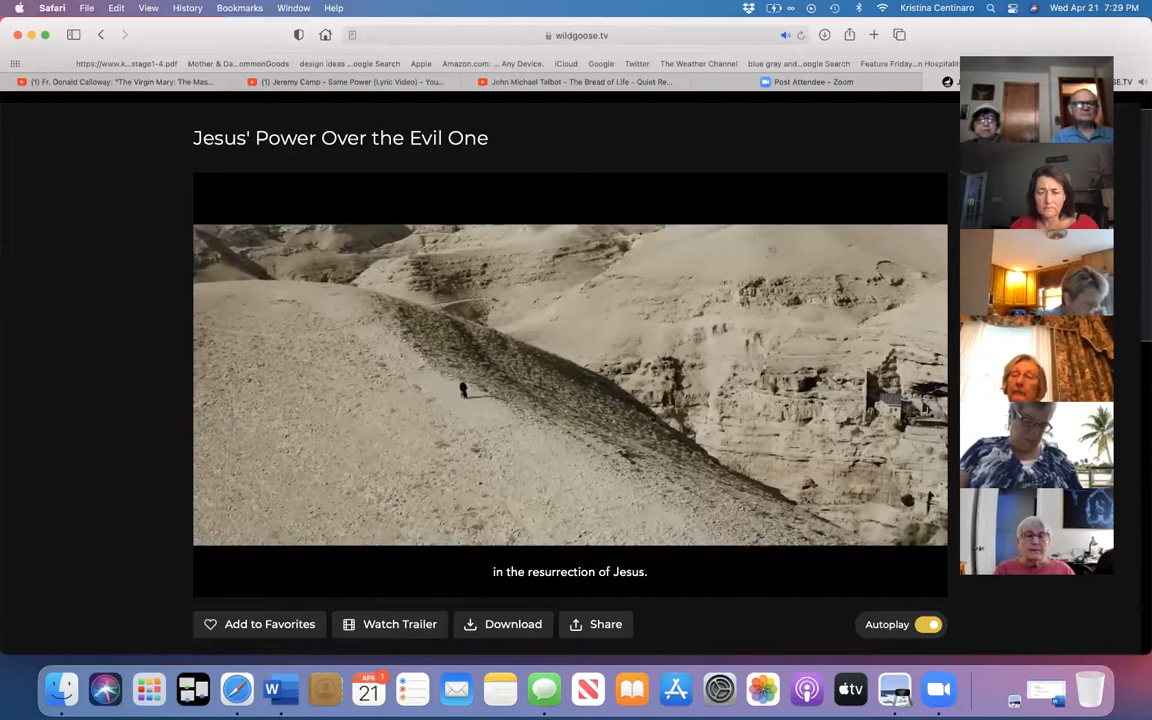 Safari File Edit View History Bookmarks Window Help Kristina Centinaro Wed Apr 21 7:29 PM
wildgoose.tv
https://www.k...stage1-4.pdf Mother & Da...ommonGoods design ideas ...oogle Search Apple Amazon.com: ... Any Device. iCloud Google Twitter The Weather Channel blue gray and...oogle Search Feature Friday...n Hospitality
(1) Fr. Donald Calloway: "The Virgin Mary: The Mas... (1) Jeremy Camp - Same Power (Lyric Video) - You... John Michael Talbot - The Bread of Life - Quiet Re... Post Attendee - Zoom
Jesus' Power Over the Evil One
in the resurrection of Jesus.
Add to Favorites Watch Trailer Download Share Autoplay
APR 1
21
W N tv